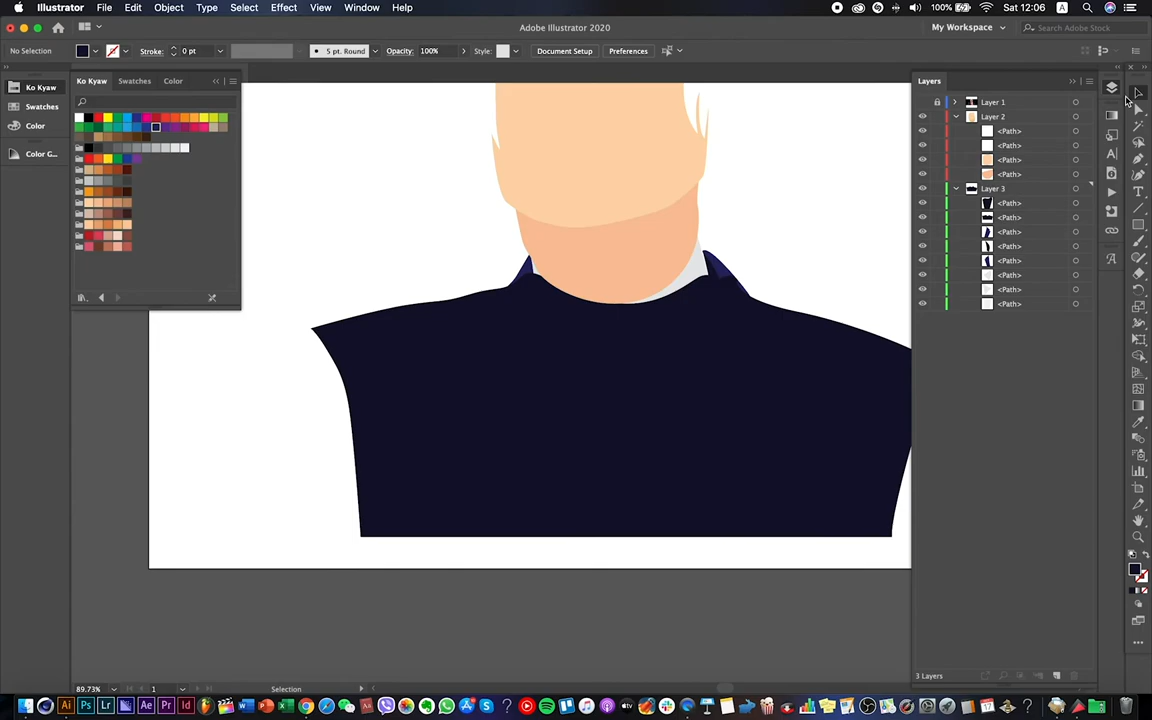 Illustrator File Edit Object Type Select Effect View Window Help 100% Sat 12:06
Adobe Illustrator 2020 My Workspace Search Adobe Stock
No Selection Stroke: 0 pt 5 pt. Round Opacity: 100% Style: Document Setup Preferences
Ko Kyaw
Swatches
Color
Color G...
Ko Kyaw Swatches Color
Layers
Layer 1
Layer 2
<Path>
<Path>
<Path>
<Path>
Layer 3
<Path>
<Path>
<Path>
<Path>
<Path>
<Path>
<Path>
<Path>
3 Layers
89.73% 1 Selection